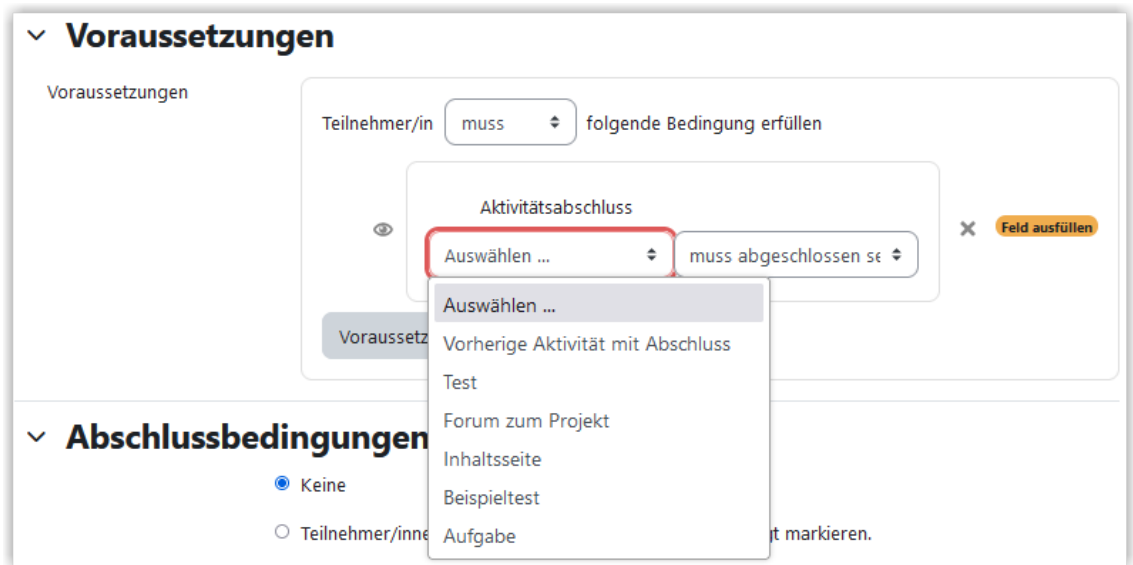 Voraussetzungen
Voraussetzungen
Teilnehmer/in muss folgende Bedingung erfüllen
Aktivitätsabschluss
Feld ausfüllen
Auswählen ... muss abgeschlossen se
Auswählen ...
Voraussetz
Vorherige Aktivität mit Abschluss
Test
Forum zum Projekt
Abschlussbedingungen
Inhaltsseite
Keine
Beispieltest
Teilnehmer/inne
Aufgabe
gt markieren.